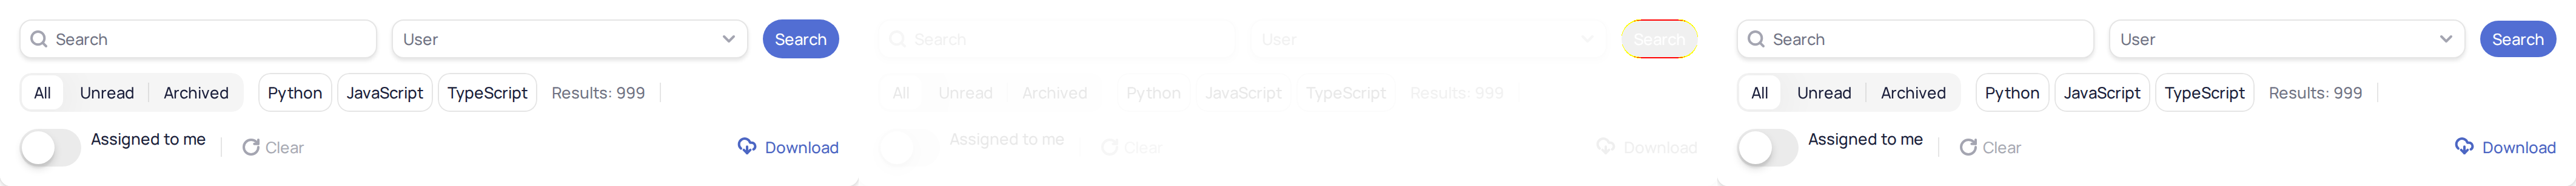 Search User Search Search User Search Search User Search
All Unread Archived Python JavaScript TypeScript Results: 999 All Unread Archived Python JavaScript TypeScript Results: 999 All Unread Archived Python JavaScript TypeScript Results: 999
Assigned to me Clear Download Assigned to me Clear Download Assigned to me Clear Download